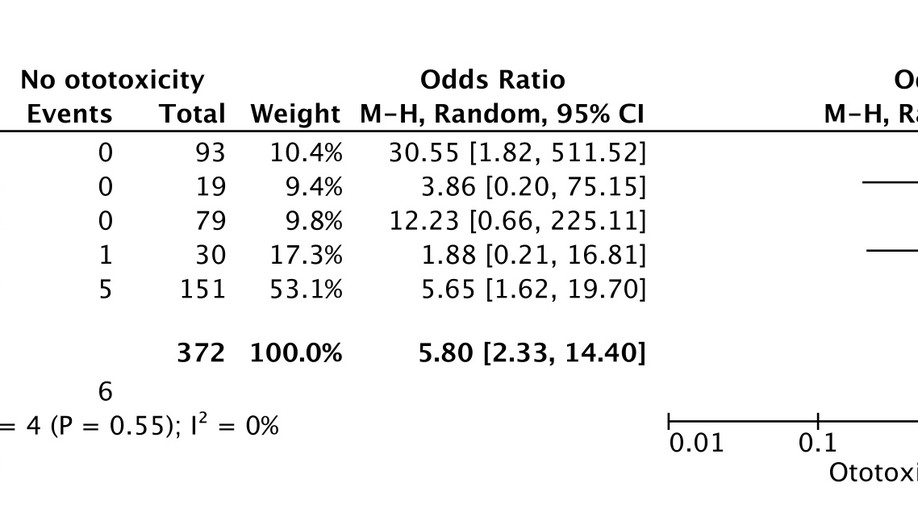 No ototoxicity Odds Ratio
Events Total Weight M-H, Random, 95% CI M-H,
0 93 10.4% 30.55 [1.82, 511.52]
0 19 9.4% 3.86 [0.20, 75.15]
0 79 9.8% 12.23 [0.66, 225.11]
1 30 17.3% 1.88 [0.21, 16.81]
5 151 53.1% 5.65 [1.62, 19.70]
372 100.0% 5.80 [2.33, 14.40]
6
= 4 (P = 0.55); I² = 0%
0.01 0.1